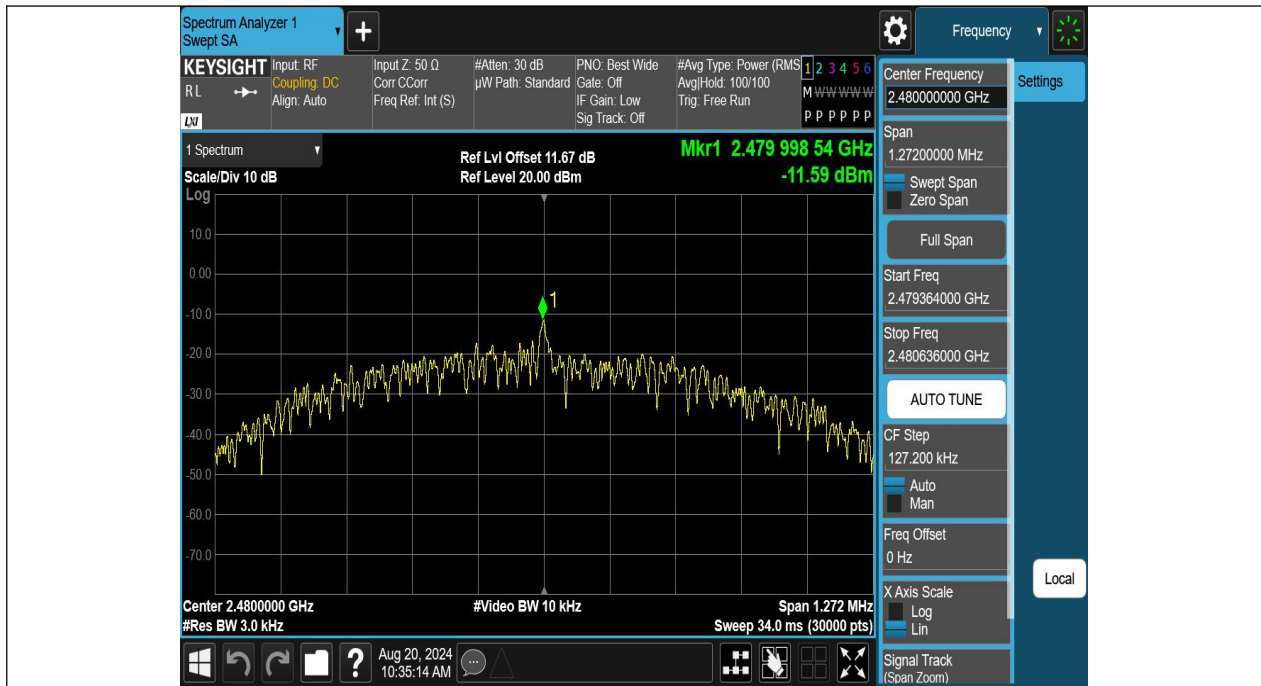 Spectrum Analyzer 1
Swept SA
+
Frequency
KEYSIGHT
RL
LXI
Input: RF
Coupling: DC
Align: Auto
Input Z: 50 Ω
Corr CCorr
Freq Ref: Int (S)
#Atten: 30 dB
µW Path: Standard
PNO: Best Wide
Gate: Off
IF Gain: Low
Sig Track: Off
#Avg Type: Power (RMS
Avg|Hold: 100/100
Trig: Free Run
1 2 3 4 5 6
M W W W W W
P P P P P P
1 Spectrum
Scale/Div 10 dB
Log
Ref Lvl Offset 11.67 dB
Ref Level 20.00 dBm
Mkr1 2.479 998 54 GHz
-11.59 dBm
10.0
0.00
-10.0
-20.0
-30.0
-40.0
-50.0
-60.0
-70.0
1
Center 2.4800000 GHz
#Res BW 3.0 kHz
#Video BW 10 kHz
Span 1.272 MHz
Sweep 34.0 ms (30000 pts)
?
Aug 20, 2024
10:35:14 AM
Center Frequency
2.480000000 GHz
Settings
Span
1.27200000 MHz
Swept Span
Zero Span
Full Span
Start Freq
2.479364000 GHz
Stop Freq
2.480636000 GHz
AUTO TUNE
CF Step
127.200 kHz
Auto
Man
Freq Offset
0 Hz
X Axis Scale
Log
Lin
Local
Signal Track
(Span Zoom)